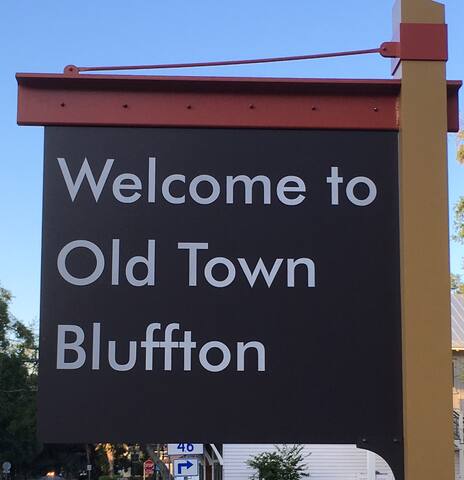 Welcome to
Old Town
Bluffton
46